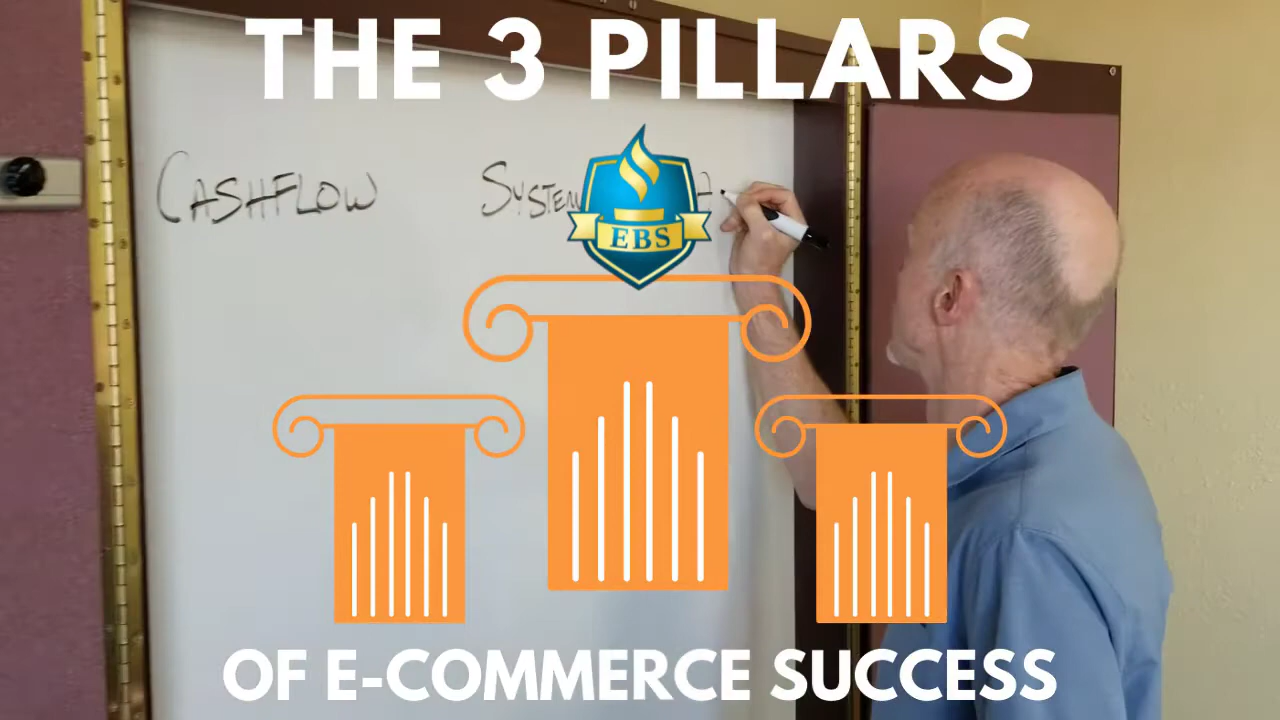 THE 3 PILLARS
CASHFLOW
EBS
OF E-COMMERCE SUCCESS